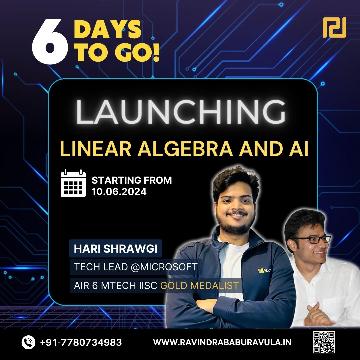 6 DAYS
TO GO!
LAUNCHING
LINEAR ALGEBRA AND AI
STARTING FROM
10.06.2024
HARI SHRAWGI
TECH LEAD @MICROSOFT
AIR 6 MTECH IISC GOLD MEDALIST
+91-7780734983
WWW.RAVINDRABABURAVULA.IN